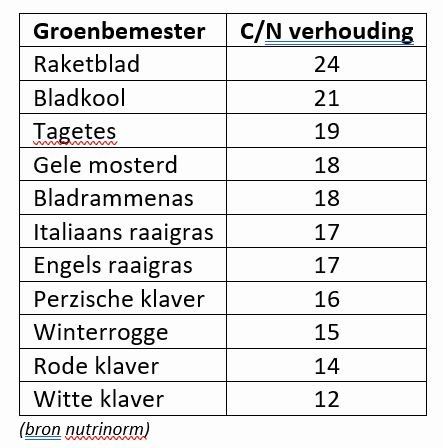 Groenbemester C/N verhouding
Raketblad 24
Bladkool 21
Tagetes 19
Gele mosterd 18
Bladrammenas 18
Italiaans raaigras 17
Engels raaigras 17
Perzische klaver 16
Winterrogge 15
Rode klaver 14
Witte klaver 12
(bron nutrinorm)